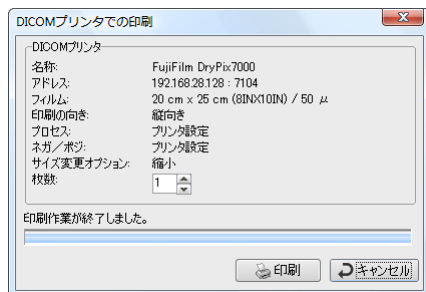 DICOMプリンタでの印刷
DICOMプリンタ
名称: FujiFilm DryPix7000
アドレス: 192.168.28.128 : 7104
フィルム: 20 cm x 25 cm (8INX10IN) / 50 μ
印刷の向き: 縦向き
プロセス: プリンタ設定
ネガ／ポジ: プリンタ設定
サイズ変更オプション: 縮小
枚数: 1
印刷作業が終了しました。
印刷 キャンセル